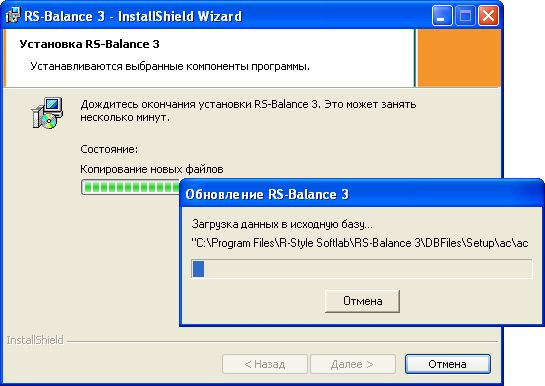 RS-Balance 3 - InstallShield Wizard
Установка RS-Balance 3
Устанавливаются выбранные компоненты программы.
Дождитесь окончания установки RS-Balance 3. Это может занять
несколько минут.
Состояние:
Копирование новых файлов
Обновление RS-Balance 3
Загрузка данных в исходную базу...
"C:\Program Files\R-Style Softlab\RS-Balance 3\DBFiles\Setup\ac\ac
Отмена
InstallShield
< Назад
Далее >
Отмена